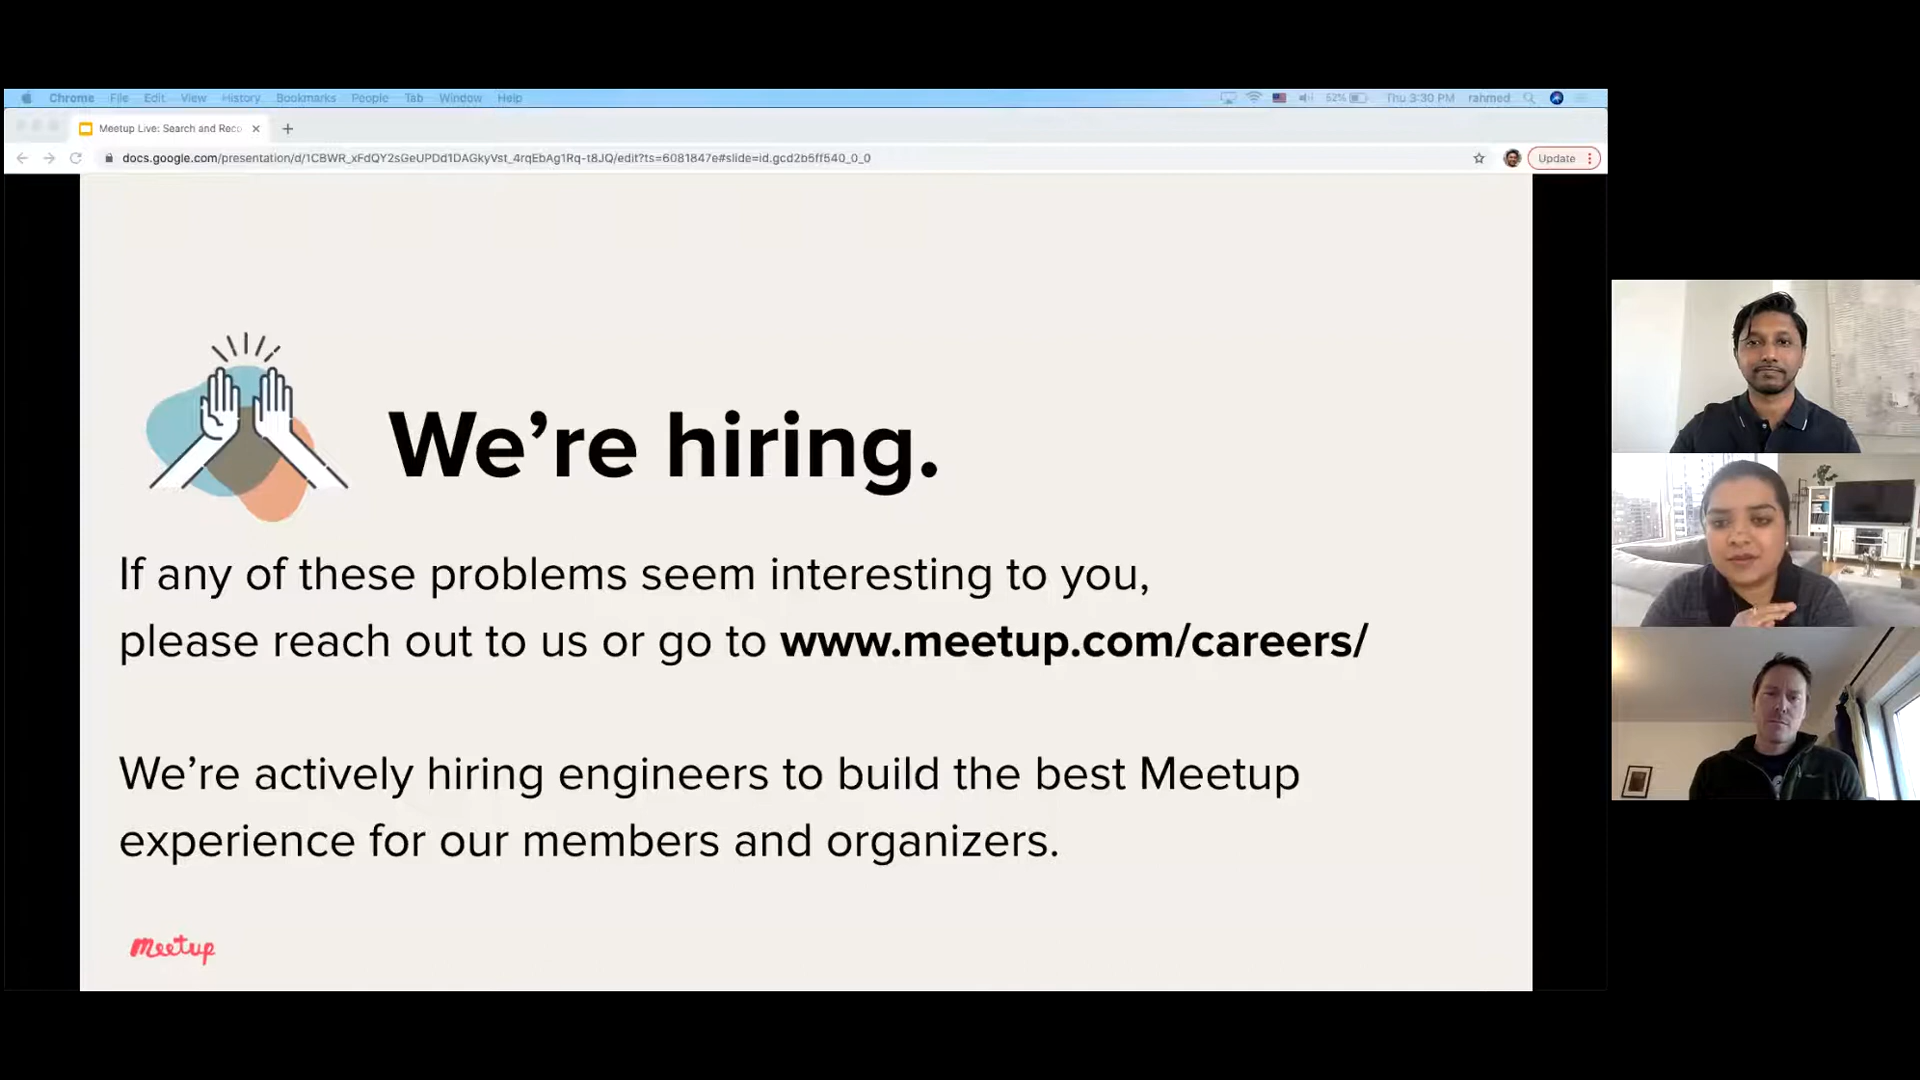 Chrome File Edit View History Bookmarks People Tab Window Help 52% Thu 3:30 PM rahmed
Meetup Live: Search and Reco
docs.google.com/presentation/d/1CBWR_xFdQY2sGeUPDd1DAGkyVst_4rqEbAg1Rq-t8JQ/edit?ts=6081847e#slide=id.gcd2b5ff540_0_0 Update
We’re hiring.
If any of these problems seem interesting to you,
please reach out to us or go to www.meetup.com/careers/
We’re actively hiring engineers to build the best Meetup
experience for our members and organizers.
meetup